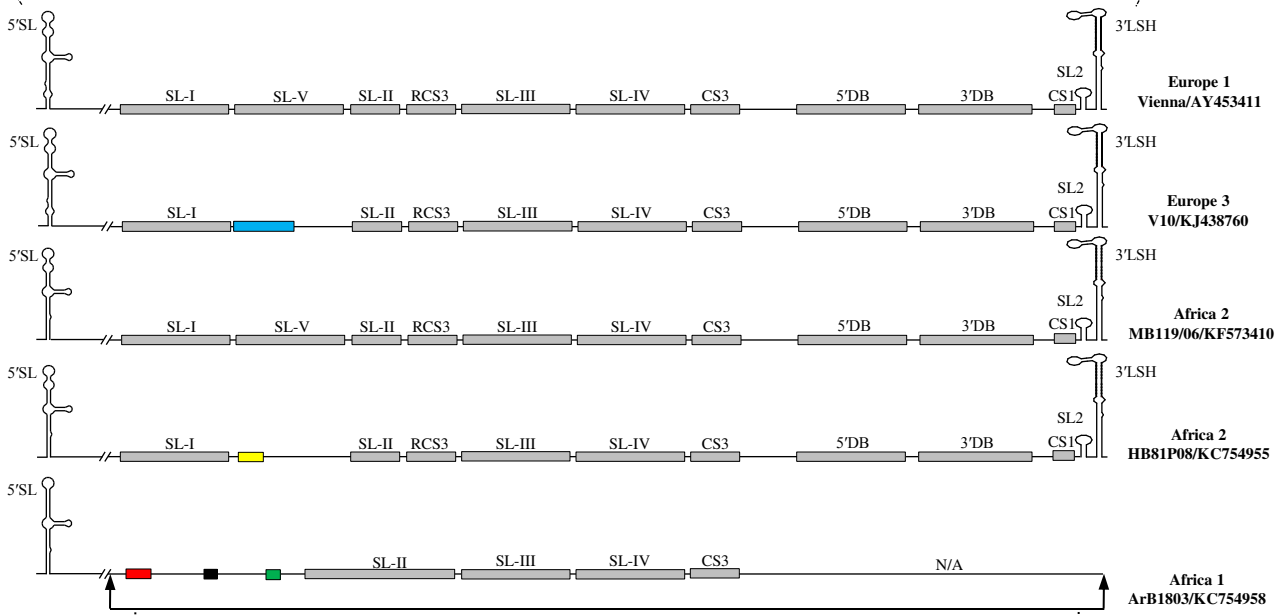 5′SL
3′LSH
SL2
SL-I SL-V SL-II RCS3 SL-III SL-IV CS3 5′DB 3′DB CS1
Europe 1
Vienna/AY453411
5′SL
3′LSH
SL2
SL-I SL-II RCS3 SL-III SL-IV CS3 5′DB 3′DB CS1
Europe 3
V10/KJ438760
5′SL
3′LSH
SL2
SL-I SL-V SL-II RCS3 SL-III SL-IV CS3 5′DB 3′DB CS1
Africa 2
MB119/06/KF573410
5′SL
3′LSH
SL2
SL-I SL-II RCS3 SL-III SL-IV CS3 5′DB 3′DB CS1
Africa 2
HB81P08/KC754955
5′SL
SL-II SL-III SL-IV CS3 N/A
Africa 1
ArB1803/KC754958